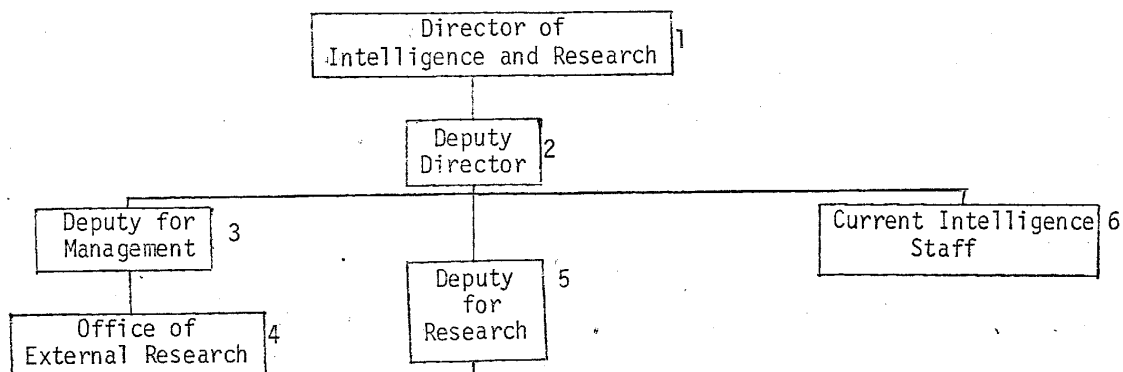 Director of
Intelligence and Research
1
Deputy
Director
2
Deputy for
Management
3
Office of
External Research
4
Deputy
for
Research
5
Current Intelligence
Staff
6